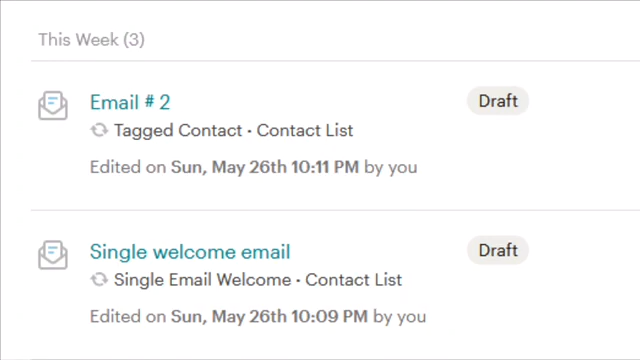 This Week (3)
Email # 2
Draft
Tagged Contact • Contact List
Edited on Sun, May 26th 10:11 PM by you
Single welcome email
Draft
Single Email Welcome • Contact List
Edited on Sun, May 26th 10:09 PM by you